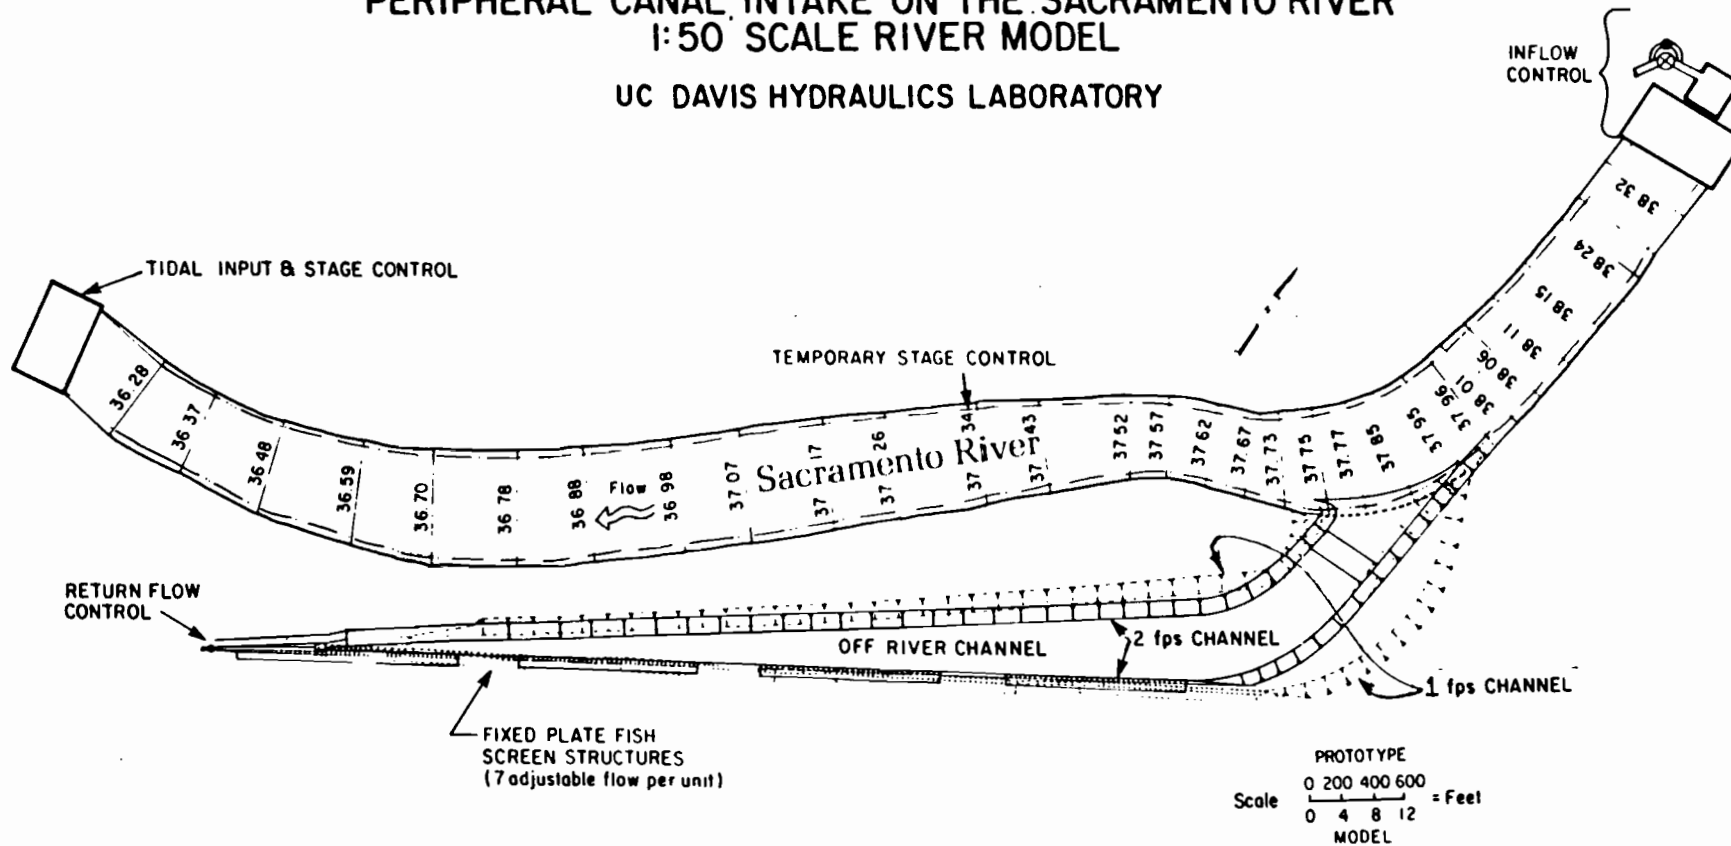 PERIPHERAL CANAL INTAKE ON THE SACRAMENTO RIVER
1:50 SCALE RIVER MODEL
UC DAVIS HYDRAULICS LABORATORY
INFLOW
CONTROL
TIDAL INPUT & STAGE CONTROL
TEMPORARY STAGE CONTROL
36.28
36.37
36.48
36.59
36.70
36.78
36.88
Flow
36.98
37.07
Sacramento River
37.17
37.26
37.34
37.43
37.52
37.57
37.62
37.67
37.73
37.75
37.77
37.85
37.95
37.96
38.01
38.06
38.11
38.15
38.24
38.32
RETURN FLOW
CONTROL
OFF RIVER CHANNEL
2 fps CHANNEL
1 fps CHANNEL
FIXED PLATE FISH
SCREEN STRUCTURES
(7 adjustable flow per unit)
PROTOTYPE
0 200 400 600
Scale = Feet
0 4 8 12
MODEL